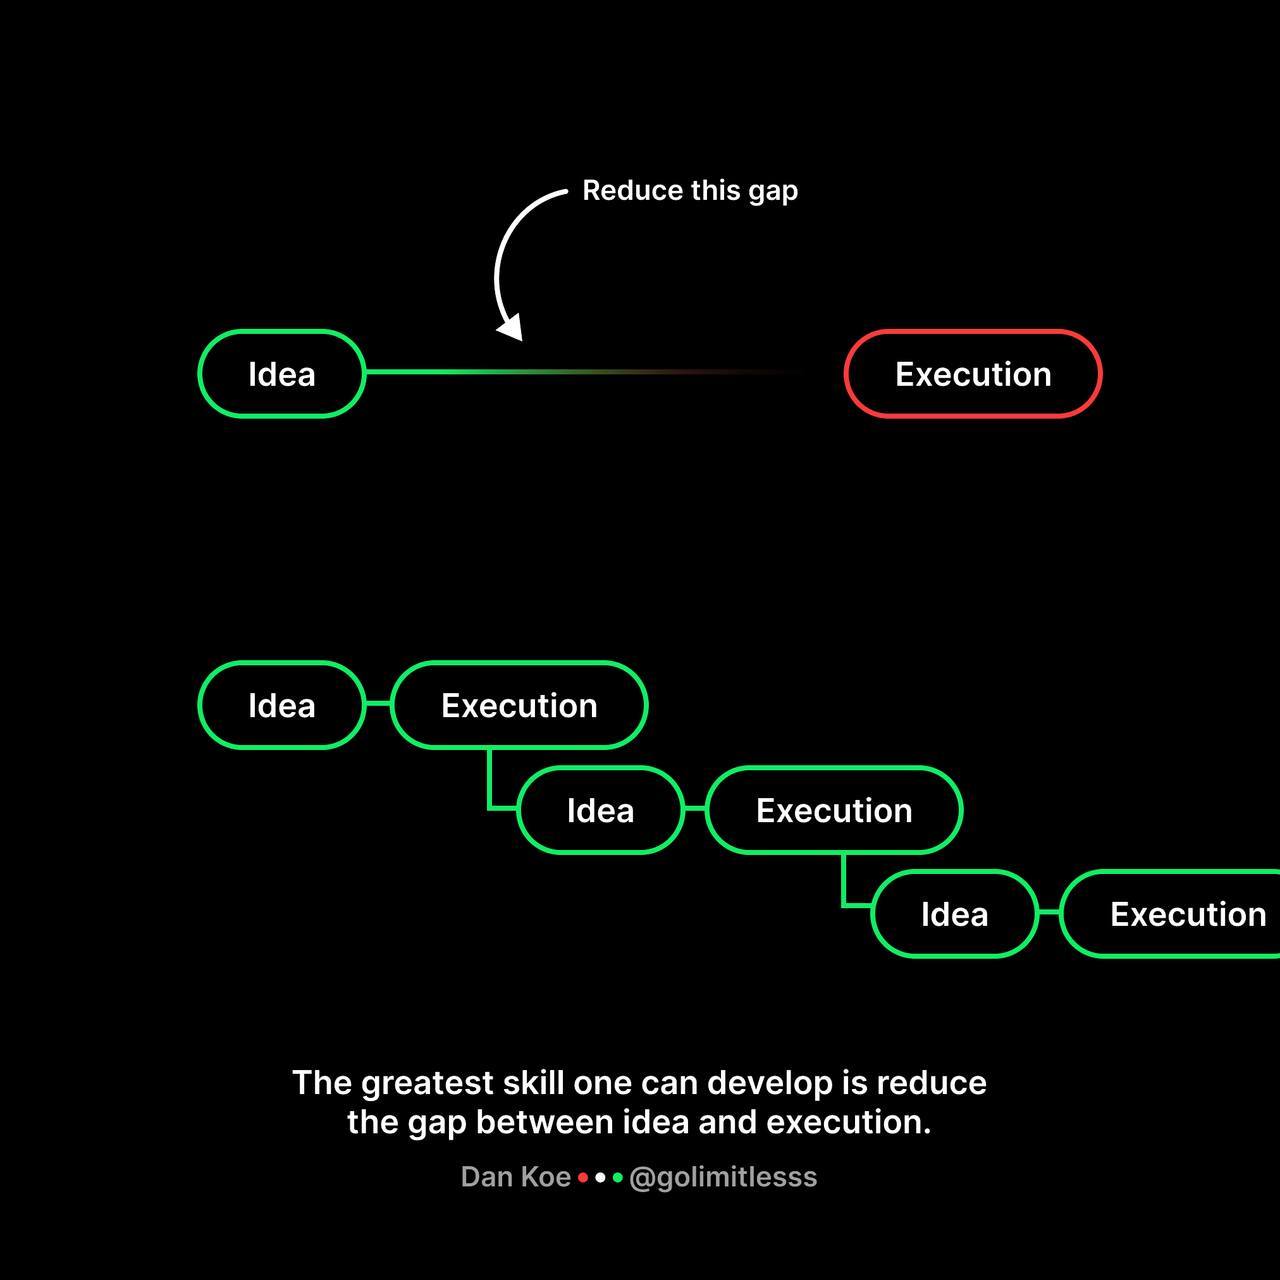 Reduce this gap
Idea
Execution
Idea
Execution
Idea
Execution
Idea
Execution
The greatest skill one can develop is reduce
the gap between idea and execution.
Dan Koe @golimitlesss